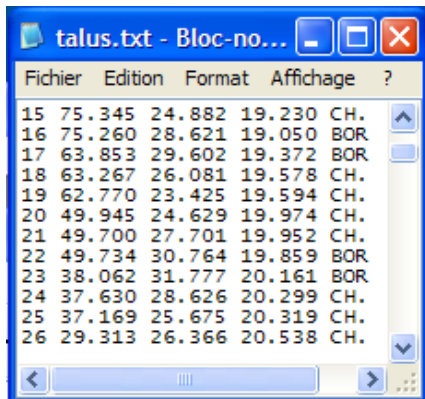 talus.txt - Bloc-no...
Fichier Edition Format Affichage ?
15 75.345 24.882 19.230 CH.
16 75.260 28.621 19.050 BOR
17 63.853 29.602 19.372 BOR
18 63.267 26.081 19.578 CH.
19 62.770 23.425 19.594 CH.
20 49.945 24.629 19.974 CH.
21 49.700 27.701 19.952 CH.
22 49.734 30.764 19.859 BOR
23 38.062 31.777 20.161 BOR
24 37.630 28.626 20.299 CH.
25 37.169 25.675 20.319 CH.
26 29.313 26.366 20.538 CH.